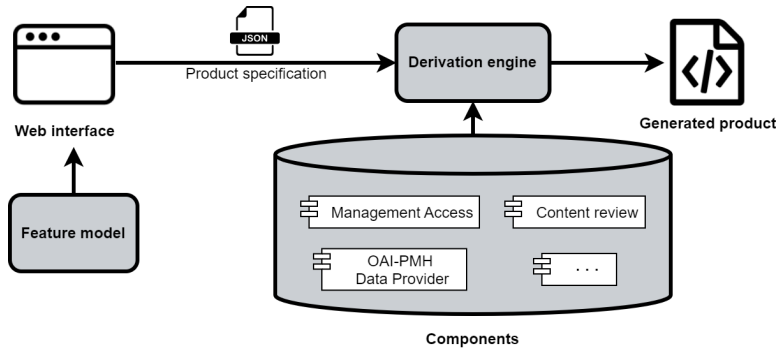 JSON
Product specification
Derivation engine
Web interface
Generated product
Feature model
Management Access
Content review
OAI-PMH
Data Provider
. . .
Components